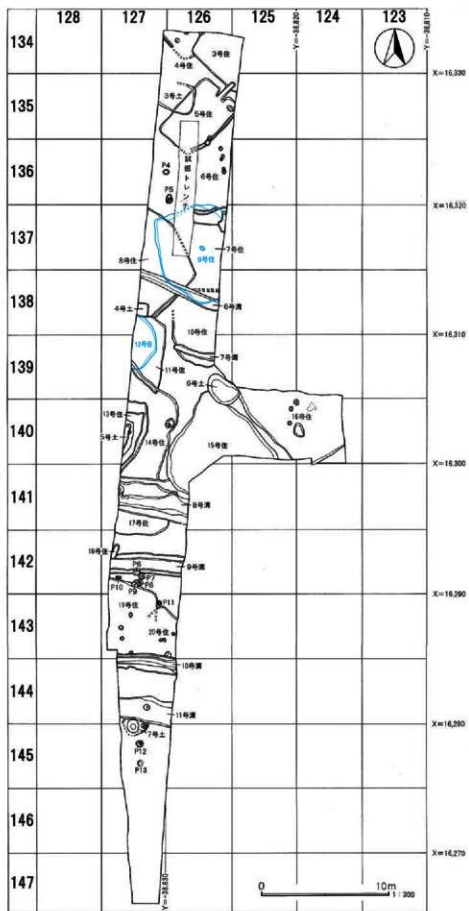 128 127 126 125 124 123
Y=-38,820
Y=-38,810
134
3号住
4号住
X=16,330
135
3号土
5号住
136
P4
6号住
試掘トレンチ
P5
X=16,320
137
9号住
7号住
8号住
138
6号溝
4号土
10号住
X=16,310
12号住
7号溝
139
11号住
6号土
13号住
16号住
140
5号土
14号住
15号住
X=16,300
141
8号溝
17号住
18号住
142
P6
9号溝
P7
P10
P8
P9
X=16,290
P11
19号住
143
20号住
10号溝
144
11号溝
X=16,280
7号土
145
P12
P13
146
X=16,270
147
Y=-38,830
0 10m
1:300